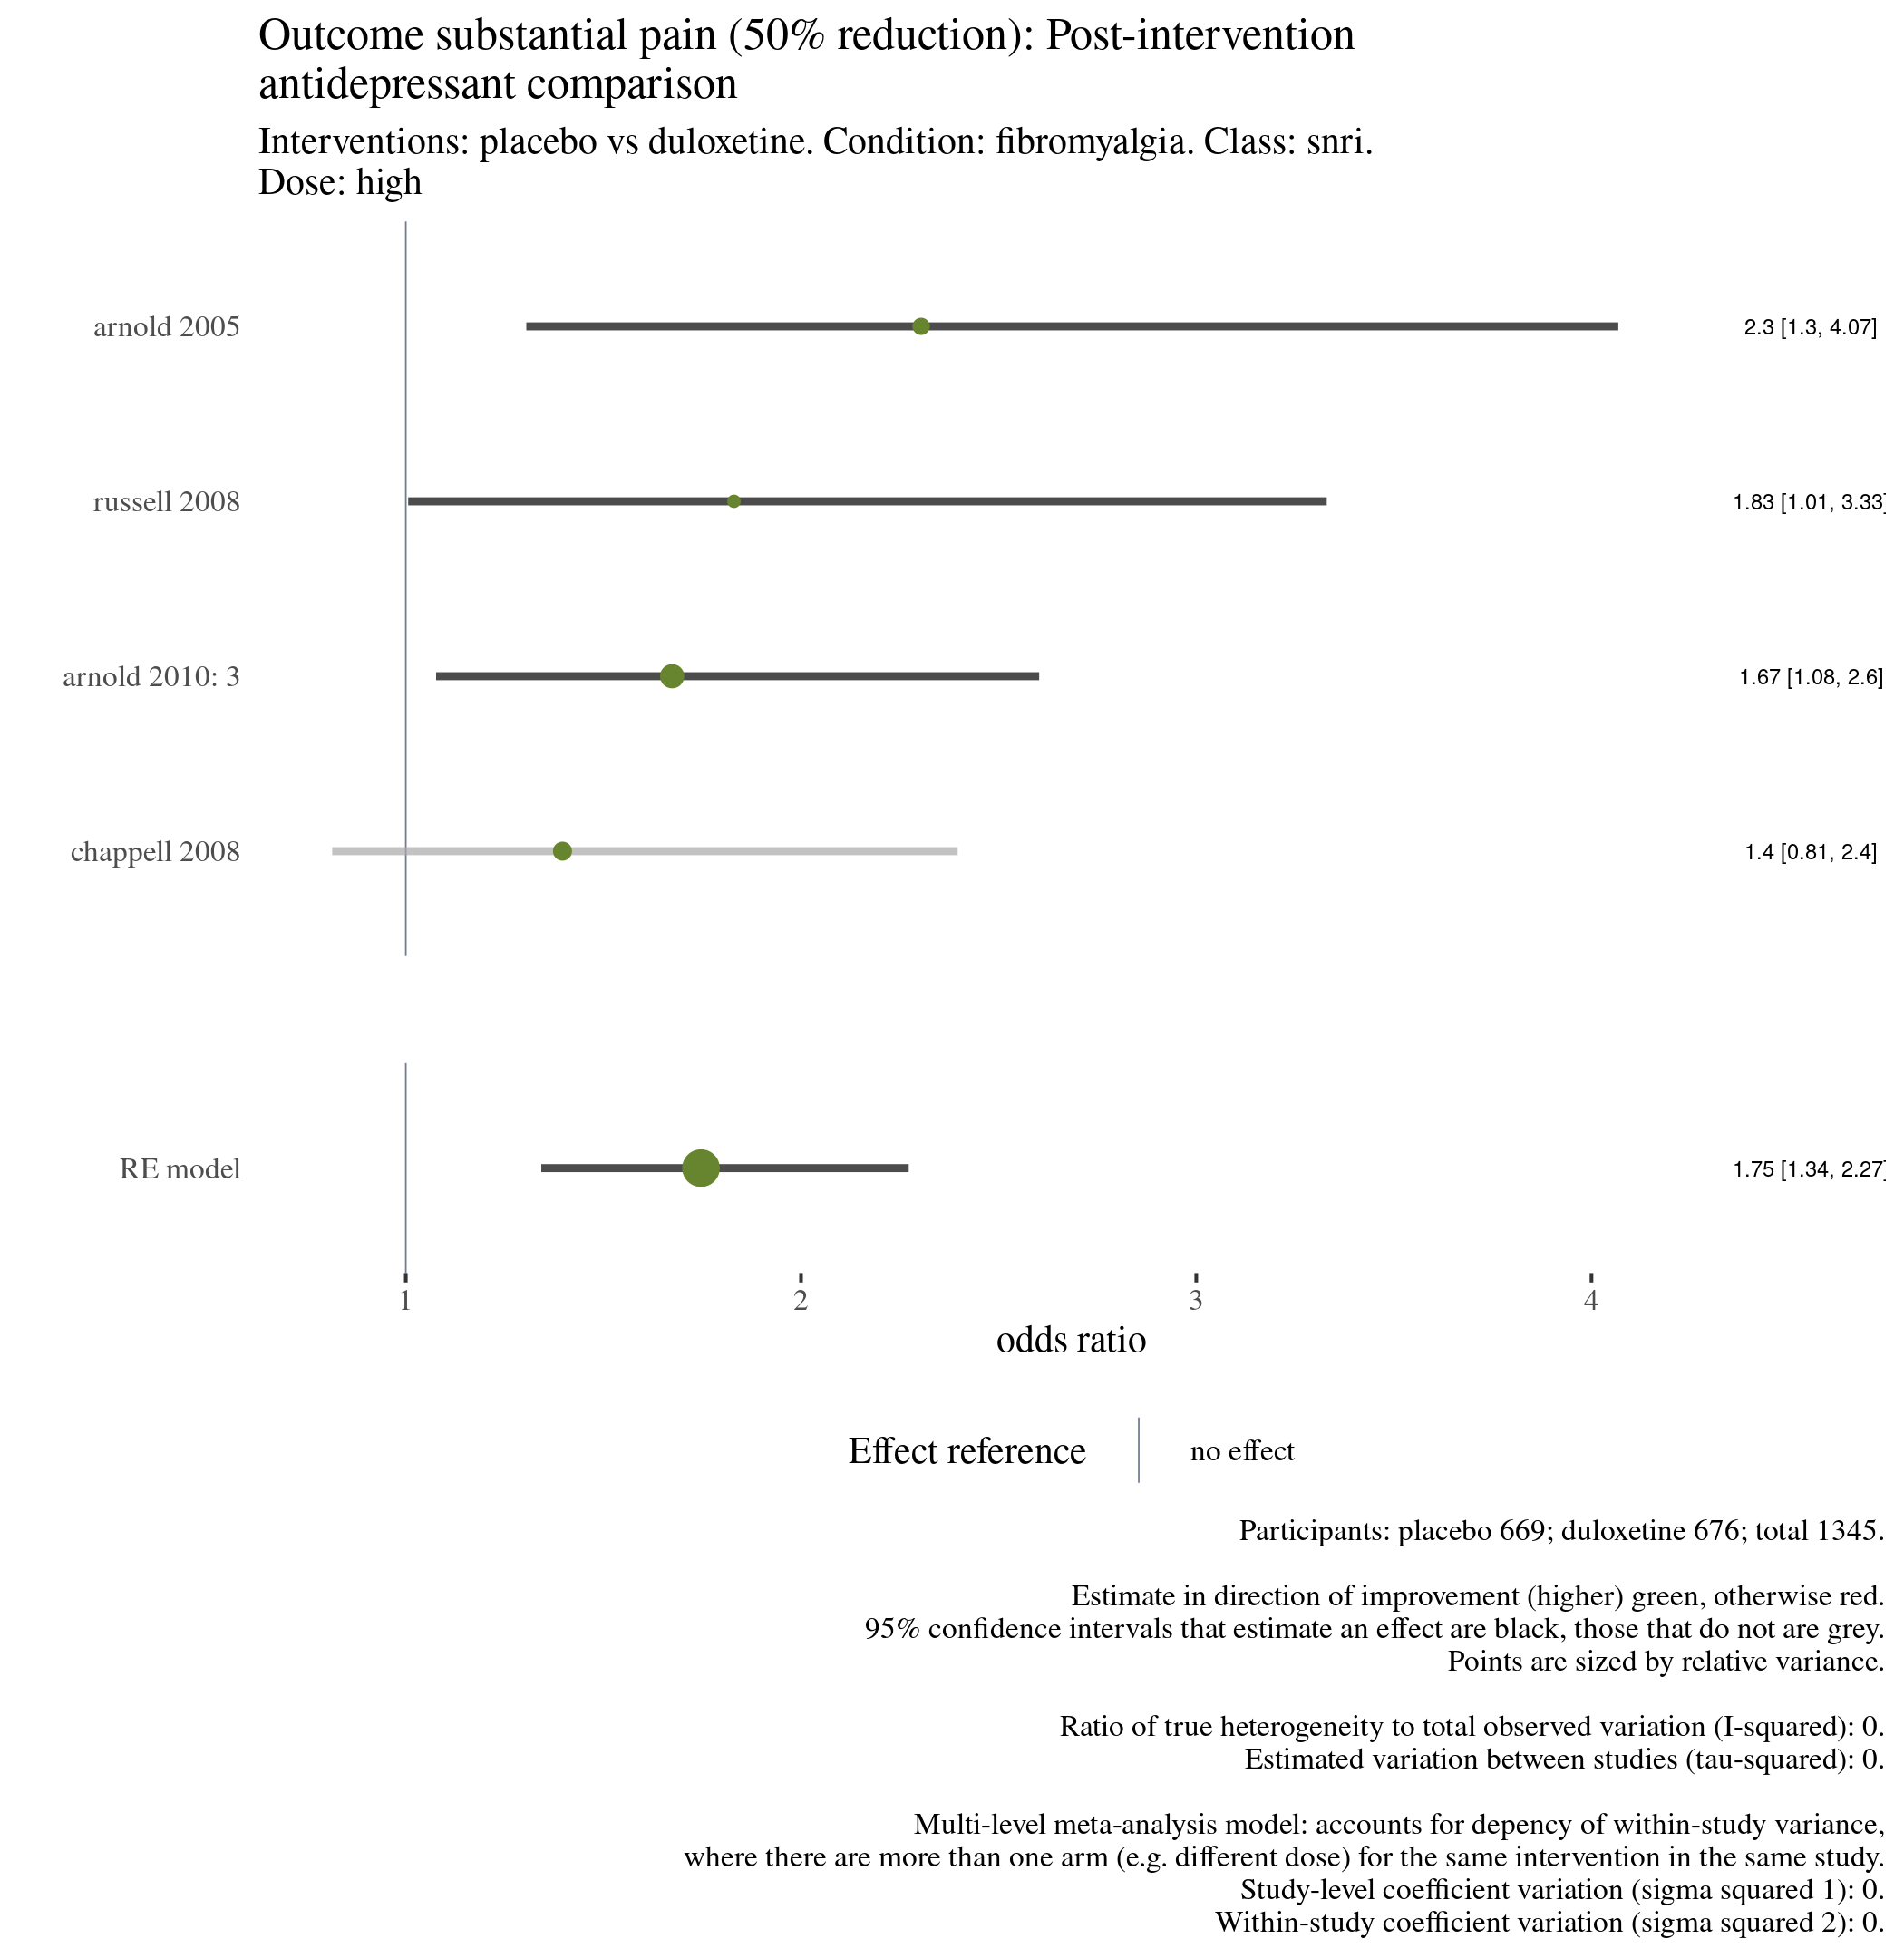 Outcome substantial pain (50% reduction): Post-intervention
antidepressant comparison
Interventions: placebo vs duloxetine. Condition: fibromyalgia. Class: snri.
Dose: high
arnold 2005
2.3 [1.3, 4.07]
russell 2008
1.83 [1.01, 3.33]
arnold 2010: 3
1.67 [1.08, 2.6]
chappell 2008
1.4 [0.81, 2.4]
RE model
1.75 [1.34, 2.27]
1 2 3 4
odds ratio
Effect reference no effect
Participants: placebo 669; duloxetine 676; total 1345.
Estimate in direction of improvement (higher) green, otherwise red.
95% confidence intervals that estimate an effect are black, those that do not are grey.
Points are sized by relative variance.
Ratio of true heterogeneity to total observed variation (I-squared): 0.
Estimated variation between studies (tau-squared): 0.
Multi-level meta-analysis model: accounts for depency of within-study variance,
where there are more than one arm (e.g. different dose) for the same intervention in the same study.
Study-level coefficient variation (sigma squared 1): 0.
Within-study coefficient variation (sigma squared 2): 0.